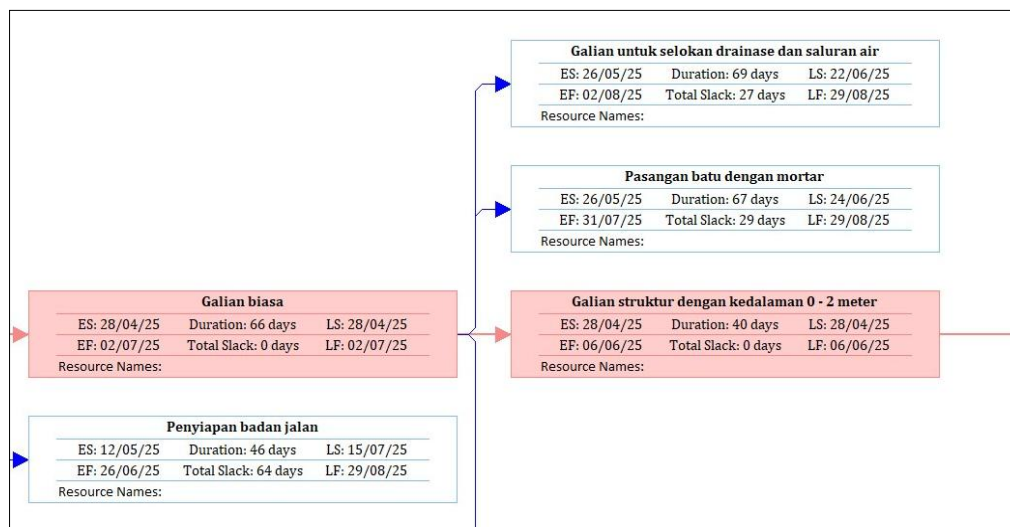 Galian untuk selokan drainase dan saluran air
ES: 26/05/25 Duration: 69 days LS: 22/06/25
EF: 02/08/25 Total Slack: 27 days LF: 29/08/25
Resource Names:
Pasangan batu dengan mortar
ES: 26/05/25 Duration: 67 days LS: 24/06/25
EF: 31/07/25 Total Slack: 29 days LF: 29/08/25
Resource Names:
Galian biasa
ES: 28/04/25 Duration: 66 days LS: 28/04/25
EF: 02/07/25 Total Slack: 0 days LF: 02/07/25
Resource Names:
Galian struktur dengan kedalaman 0 - 2 meter
ES: 28/04/25 Duration: 40 days LS: 28/04/25
EF: 06/06/25 Total Slack: 0 days LF: 06/06/25
Resource Names:
Penyiapan badan jalan
ES: 12/05/25 Duration: 46 days LS: 15/07/25
EF: 26/06/25 Total Slack: 64 days LF: 29/08/25
Resource Names: